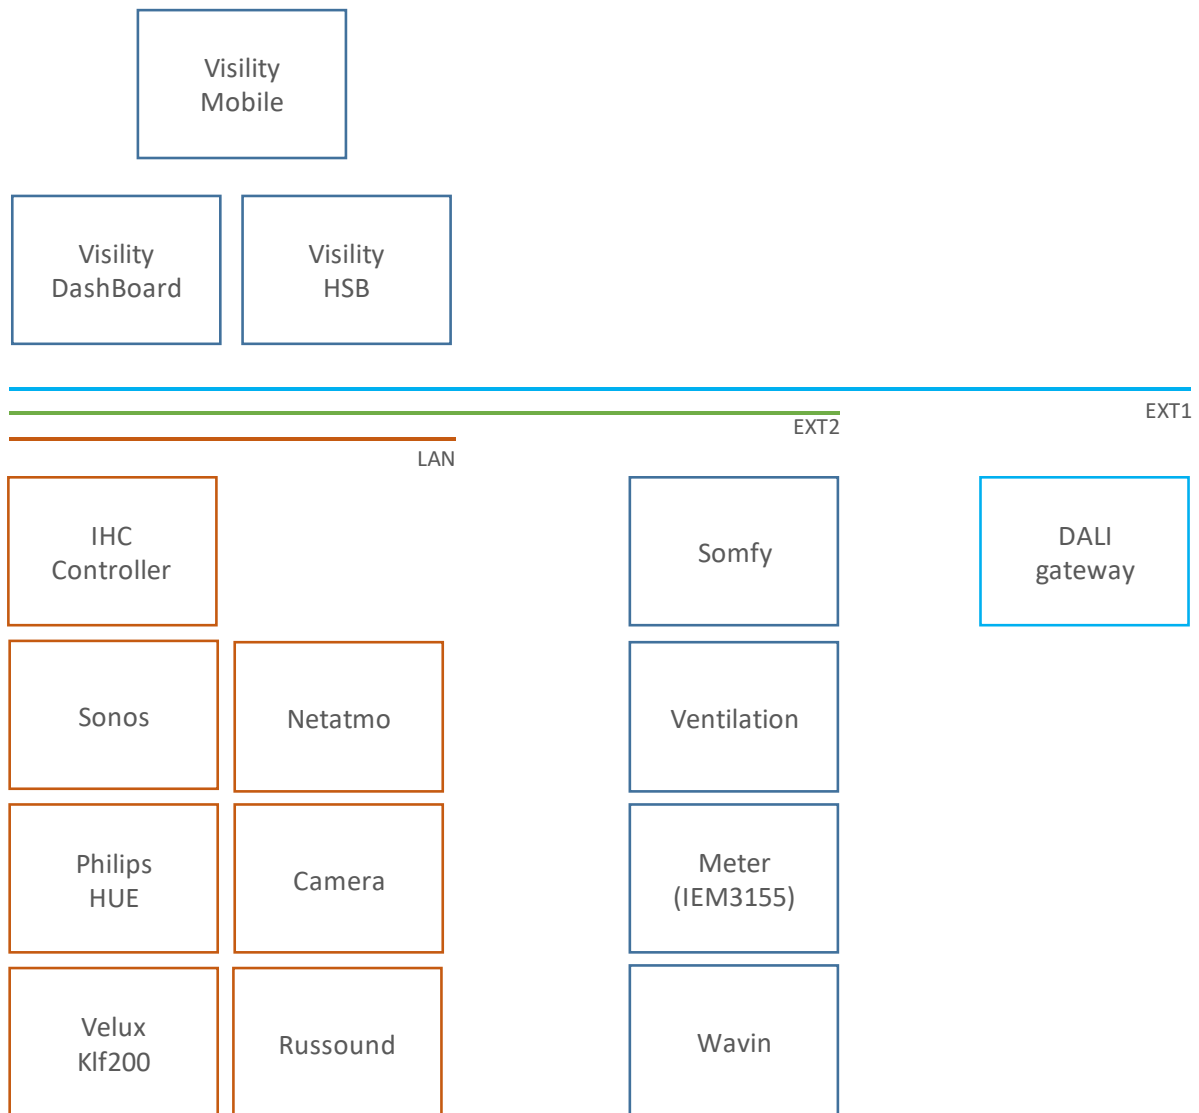 Visility
Mobile
Visility
DashBoard
Visility
HSB
EXT1
EXT2
LAN
IHC
Controller
Somfy
DALI
gateway
Sonos
Netatmo
Ventilation
Philips
HUE
Camera
Meter
(IEM3155)
Velux
Klf200
Russound
Wavin